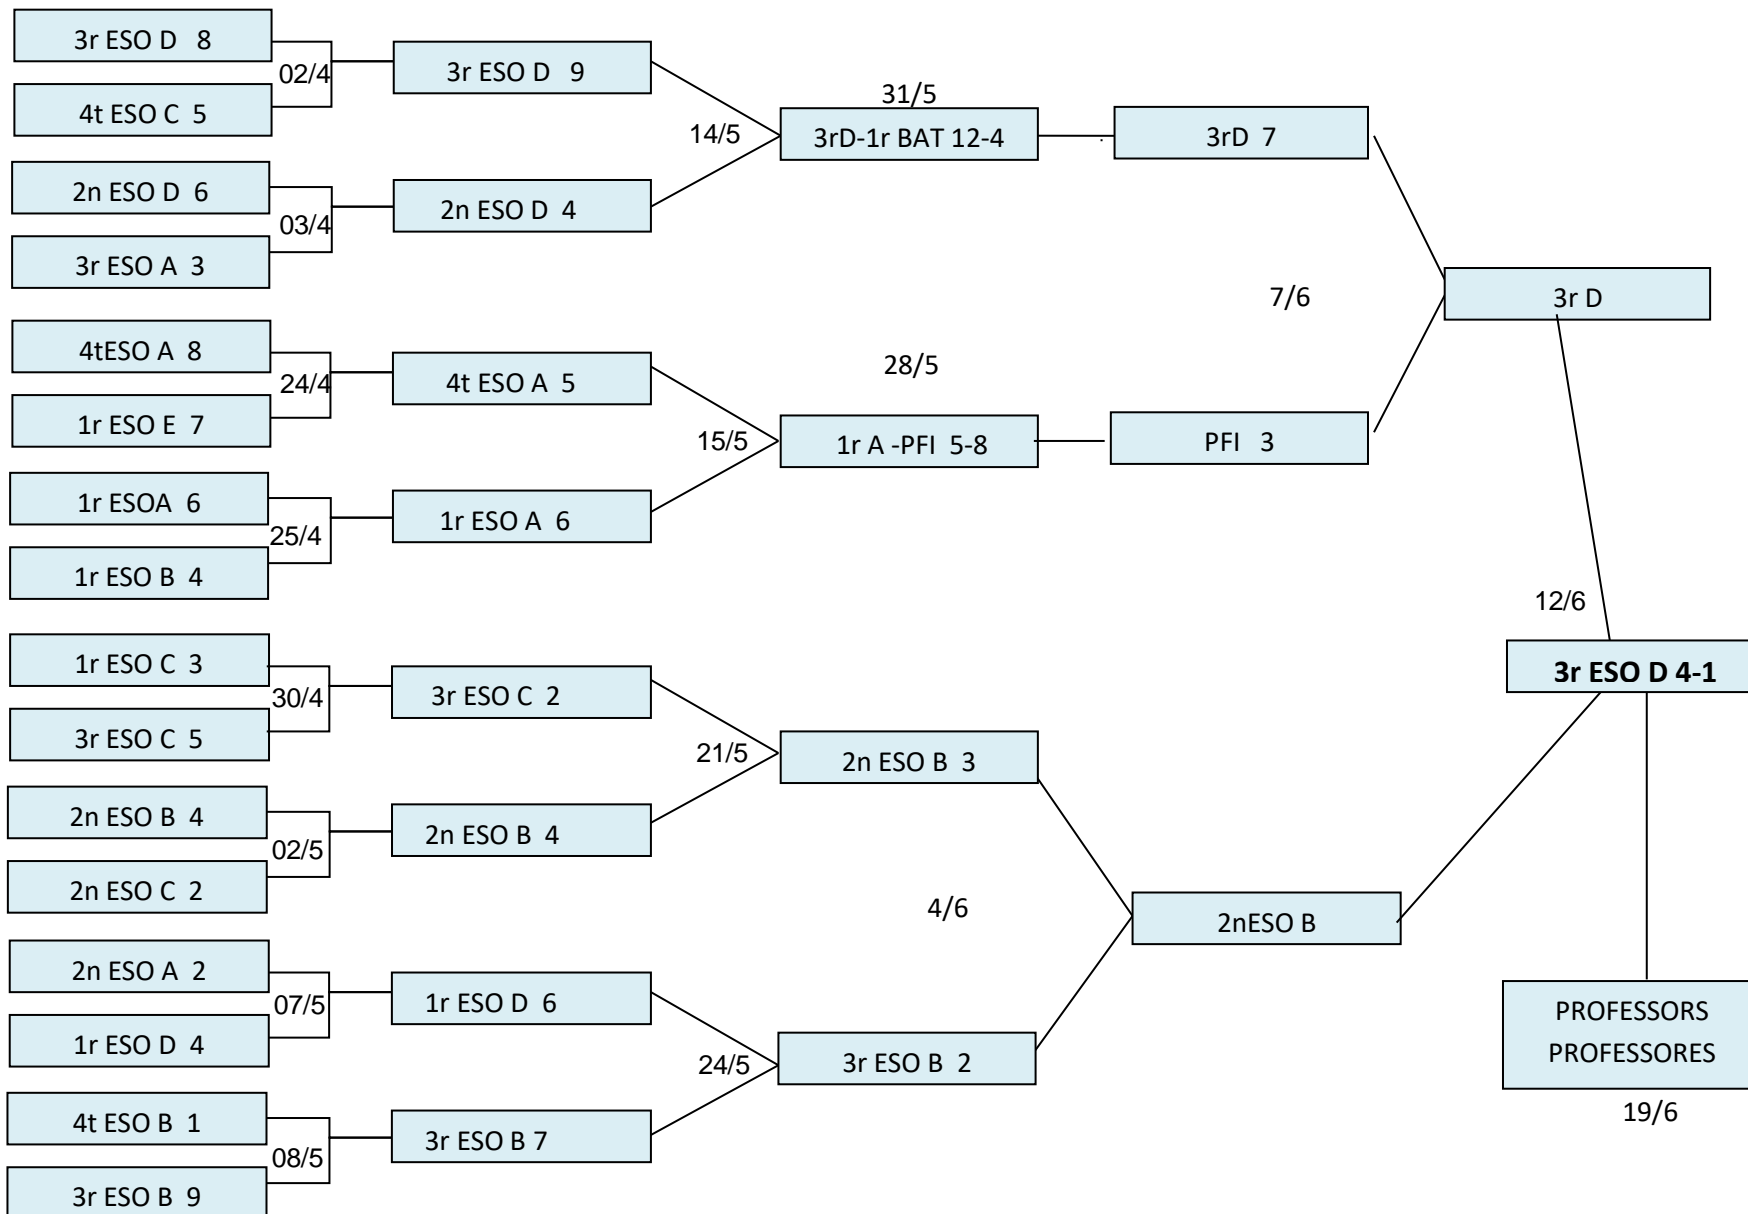 3r ESO D 8
02/4
4t ESO C 5
2n ESO D 6
03/4
3r ESO A 3
4tESO A 8
24/4
1r ESO E 7
1r ESOA 6
25/4
1r ESO B 4
1r ESO C 3
30/4
3r ESO C 5
2n ESO B 4
02/5
2n ESO C 2
2n ESO A 2
07/5
1r ESO D 4
4t ESO B 1
08/5
3r ESO B 9
3r ESO D 9
14/5
2n ESO D 4
4t ESO A 5
15/5
1r ESO A 6
3r ESO C 2
21/5
2n ESO B 4
1r ESO D 6
24/5
3r ESO B 7
31/5
3rD-1r BAT 12-4
28/5
1r A -PFI 5-8
2n ESO B 3
4/6
3r ESO B 2
3rD 7
7/6
PFI 3
2nESO B
3r D
12/6
3r ESO D 4-1
PROFESSORS
PROFESSORES
19/6